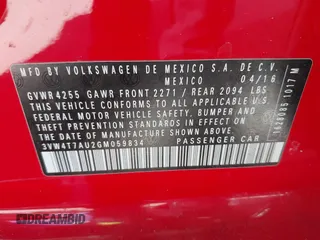 MFD BY VOLKSWAGEN DE MEXICO S.A. DE C.V.
MEXICO 04/16
GVWR 4255 GAWR FRONT 2271 / REAR 2094 LBS
THIS VEHICLE CONFORMS TO ALL APPLICABLE U.S.
FEDERAL MOTOR VEHICLE SAFETY, BUMPER AND
THEFT PREVENTION STANDARDS IN EFFECT ON
THE DATE OF MANUFACTURE SHOWN ABOVE
3VW4T7AU2GM059834
PASSENGER CAR
1017 M
DREAMBID